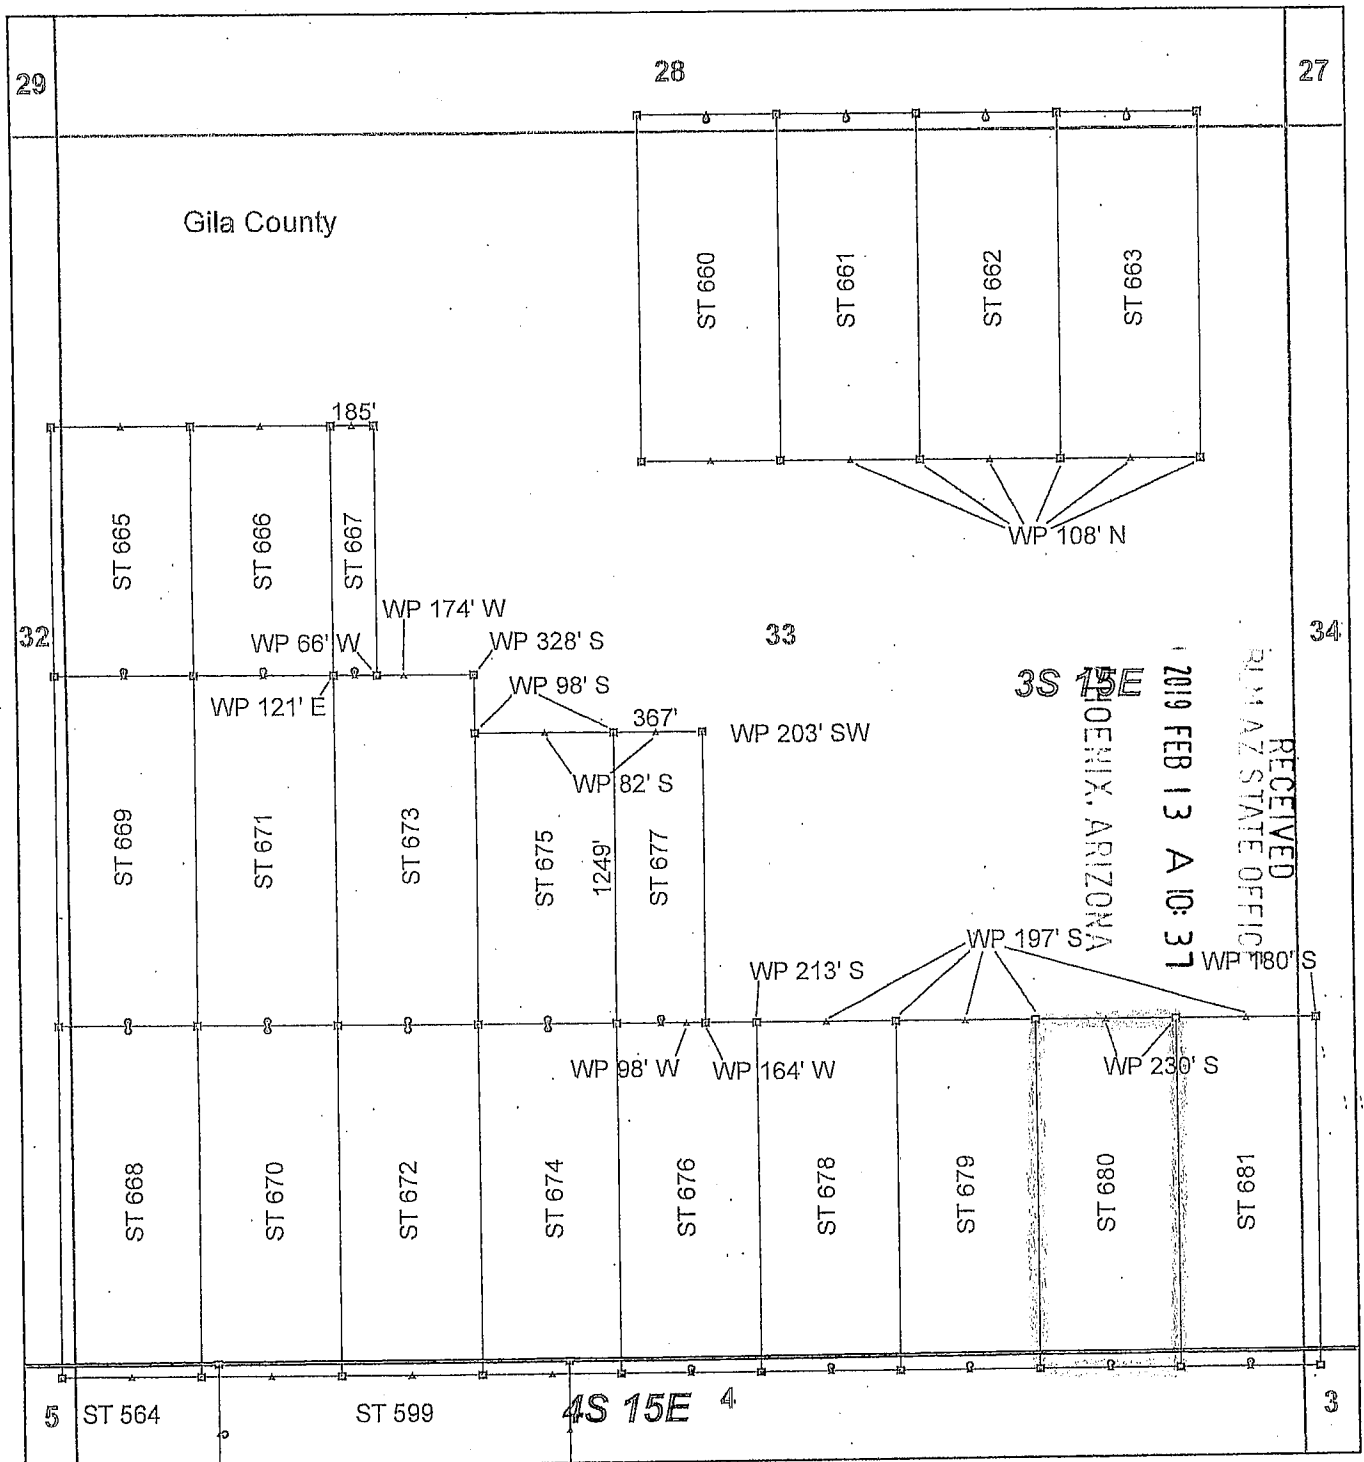 29
28
27
Gila County
ST 660
ST 661
ST 662
ST 663
185'
ST 665
ST 666
ST 667
WP 108' N
32
WP 174' W
WP 66' W
WP 328' S
33
34
WP 98' S
3S 15E
WP 121' E
367'
WP 203' SW
WP 82' S
RECEIVED
BLM AZ STATE OFFICE
2019 FEB 13 A 10:37
PHOENIX, ARIZONA
ST 669
ST 671
ST 673
ST 675
1249'
ST 677
WP 197' S
WP 213' S
WP 180' S
WP 98' W
WP 164' W
WP 230' S
ST 668
ST 670
ST 672
ST 674
ST 676
ST 678
ST 679
ST 680
ST 681
5
ST 564
ST 599
4S 15E
4
3